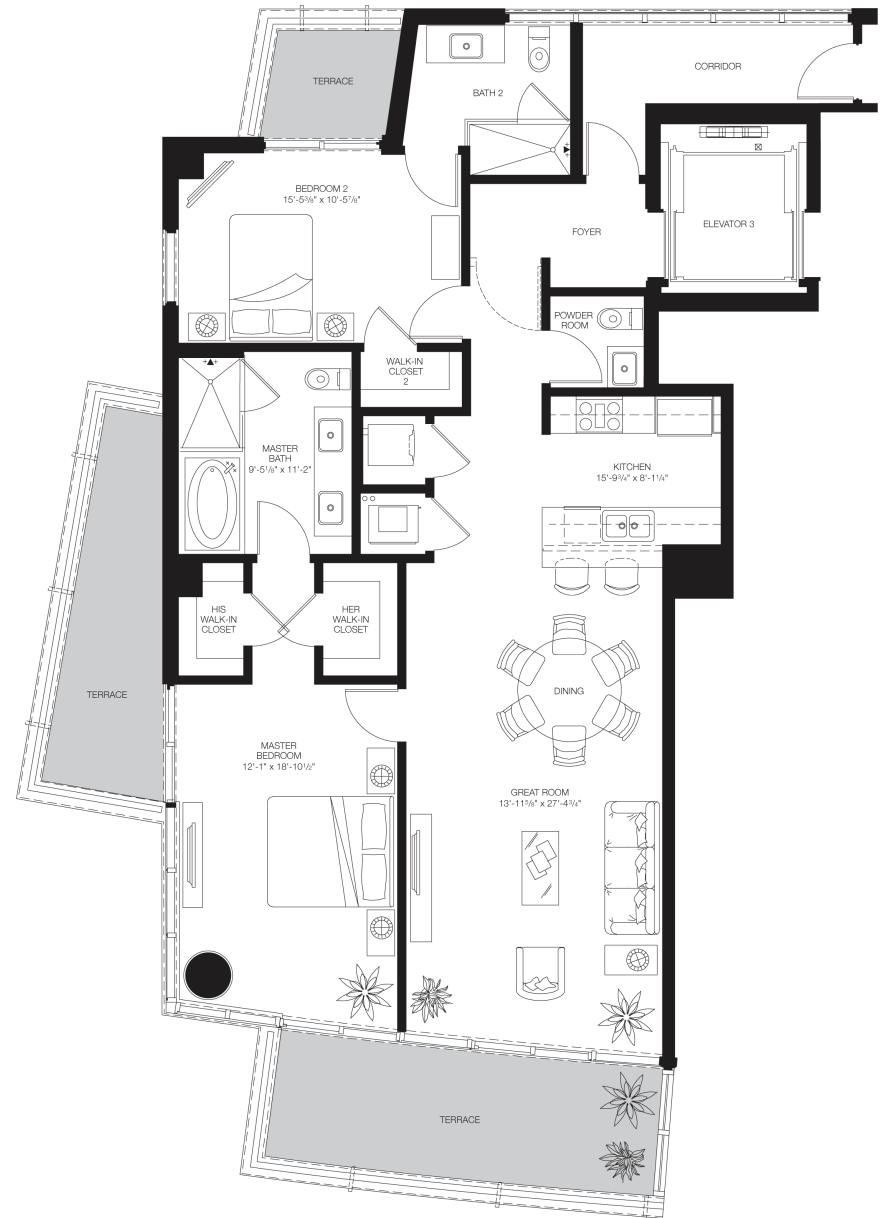 TERRACE
BATH 2
CORRIDOR
BEDROOM 2
15'-5⅜" x 10'-5⅞"
FOYER
ELEVATOR 3
POWDER
ROOM
WALK-IN
CLOSET
2
MASTER
BATH
9'-5⅛" x 11'-2"
KITCHEN
15'-9¾" x 8'-1¼"
HIS
WALK-IN
CLOSET
HER
WALK-IN
CLOSET
TERRACE
DINING
MASTER
BEDROOM
12'-1" x 18'-10½"
GREAT ROOM
13'-11⅝" x 27'-4¾"
TERRACE